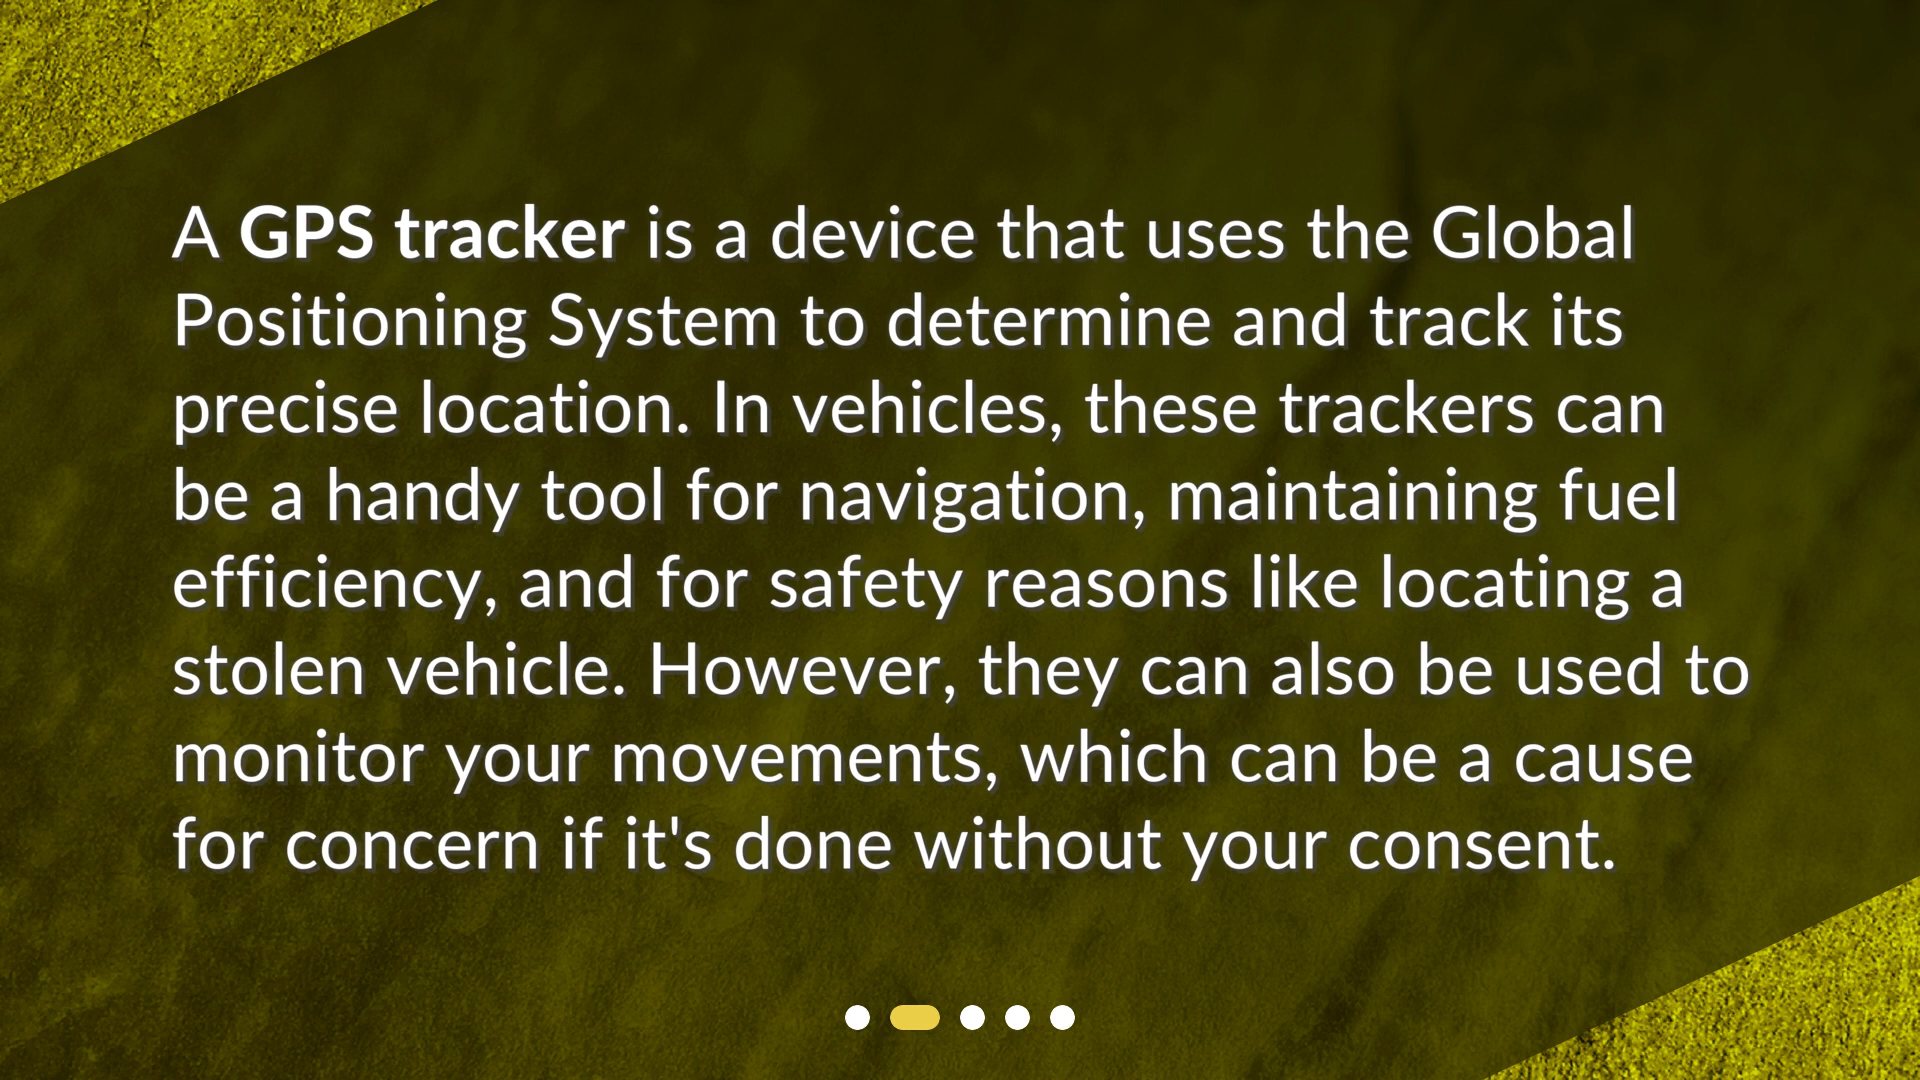 A GPS tracker is a device that uses the Global
Positioning System to determine and track its
precise location. In vehicles, these trackers can
be a handy tool for navigation, maintaining fuel
efficiency, and for safety reasons like locating a
stolen vehicle. However, they can also be used to
monitor your movements, which can be a cause
for concern if it's done without your consent.